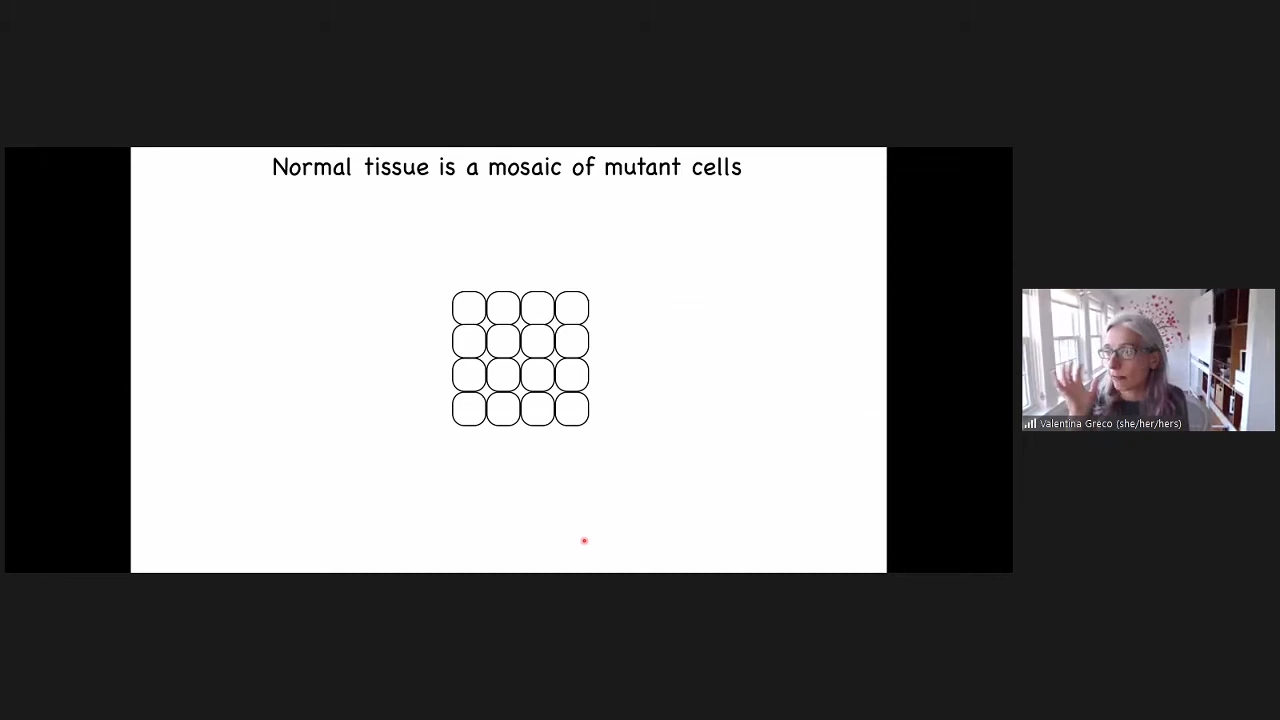 Normal tissue is a mosaic of mutant cells
Valentina Greco (she/her/hers)